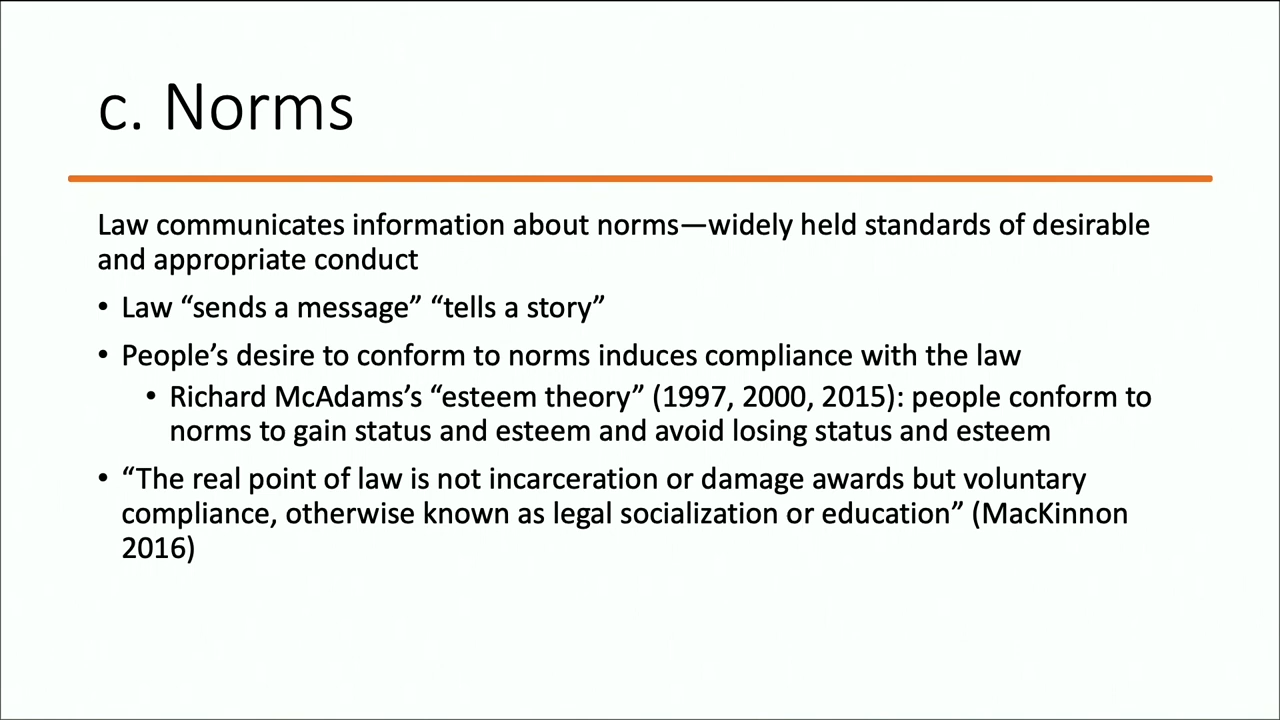 c. Norms
Law communicates information about norms—widely held standards of desirable
and appropriate conduct
• Law “sends a message” “tells a story”
• People’s desire to conform to norms induces compliance with the law
• Richard McAdams’s “esteem theory” (1997, 2000, 2015): people conform to
norms to gain status and esteem and avoid losing status and esteem
• “The real point of law is not incarceration or damage awards but voluntary
compliance, otherwise known as legal socialization or education” (MacKinnon
2016)